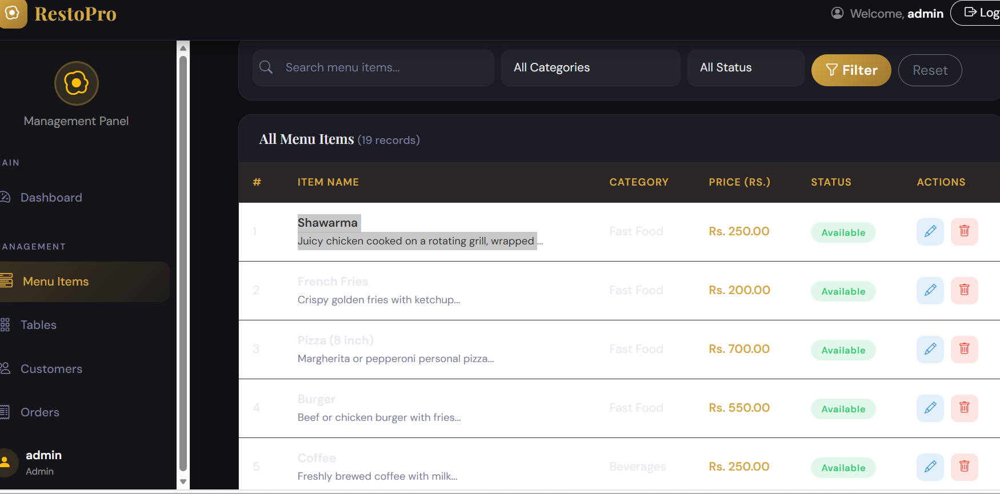 RestoPro
Welcome, admin
Log
Management Panel
AIN
Dashboard
ANAGEMENT
Menu Items
Tables
Customers
Orders
admin
Admin
Search menu items...
All Categories
All Status
Filter
Reset
All Menu Items (19 records)
# ITEM NAME CATEGORY PRICE (RS.) STATUS ACTIONS
1 Shawarma Fast Food Rs. 250.00 Available
Juicy chicken cooked on a rotating grill, wrapped ...
2 French Fries Fast Food Rs. 200.00 Available
Crispy golden fries with ketchup...
3 Pizza (8 inch) Fast Food Rs. 700.00 Available
Margherita or pepperoni personal pizza...
4 Burger Fast Food Rs. 550.00 Available
Beef or chicken burger with fries...
5 Coffee Beverages Rs. 250.00 Available
Freshly brewed coffee with milk...